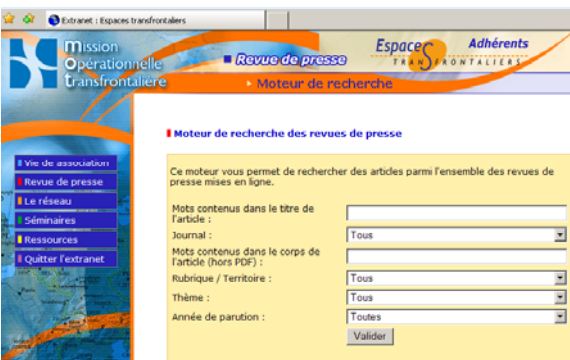 Extranet : Espaces transfrontaliers
Mission
Opérationnelle
transfrontalière
Revue de presse
Espaces Adhérents
TRANSFRONTALIERS
Moteur de recherche
Moteur de recherche des revues de presse
Vie de association
Revue de presse
Le réseau
Séminaires
Ressources
Quitter l'extranet
Ce moteur vous permet de rechercher des articles parmi l'ensemble des revues de
presse mises en ligne.
Mots contenus dans le titre de
l'article :
Journal : Tous
Mots contenus dans le corps de
l'article (hors PDF) :
Rubrique / Territoire : Tous
Thème : Tous
Année de parution : Toutes
Valider